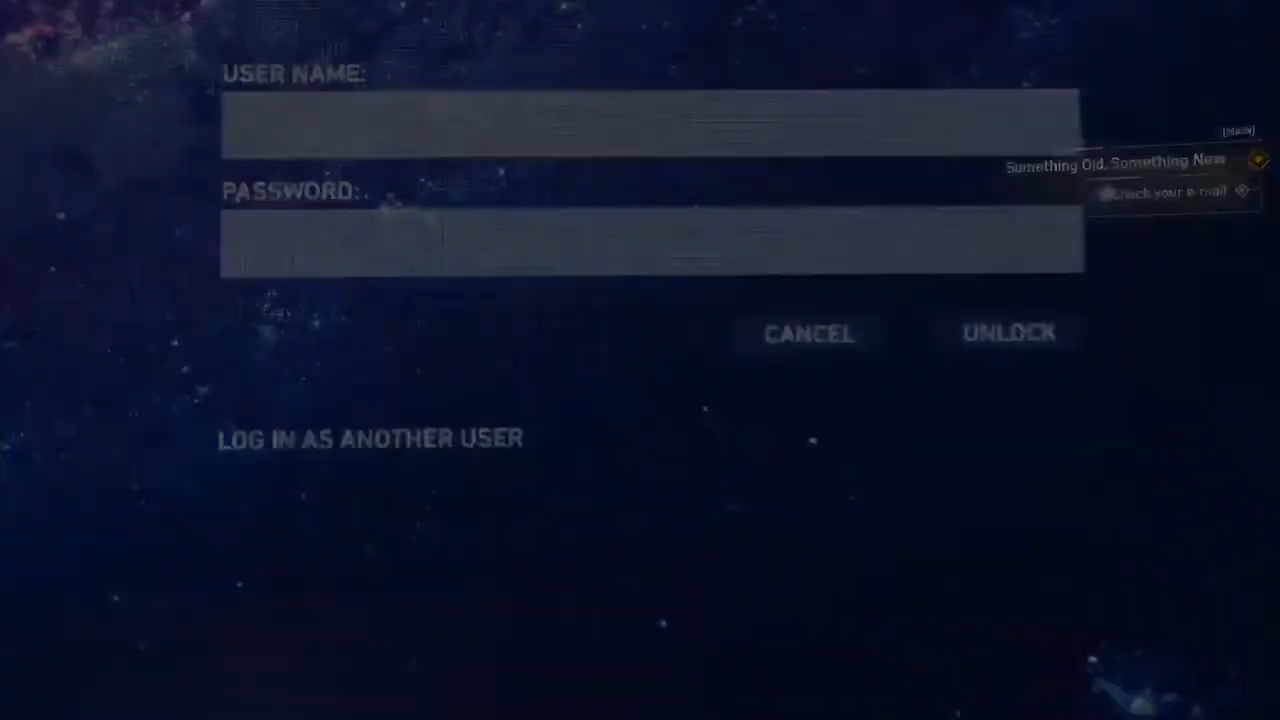 USER NAME:
PASSWORD:
[MAIN]
Something Old, Something New
Check your e-mail
CANCEL
UNLOCK
LOG IN AS ANOTHER USER